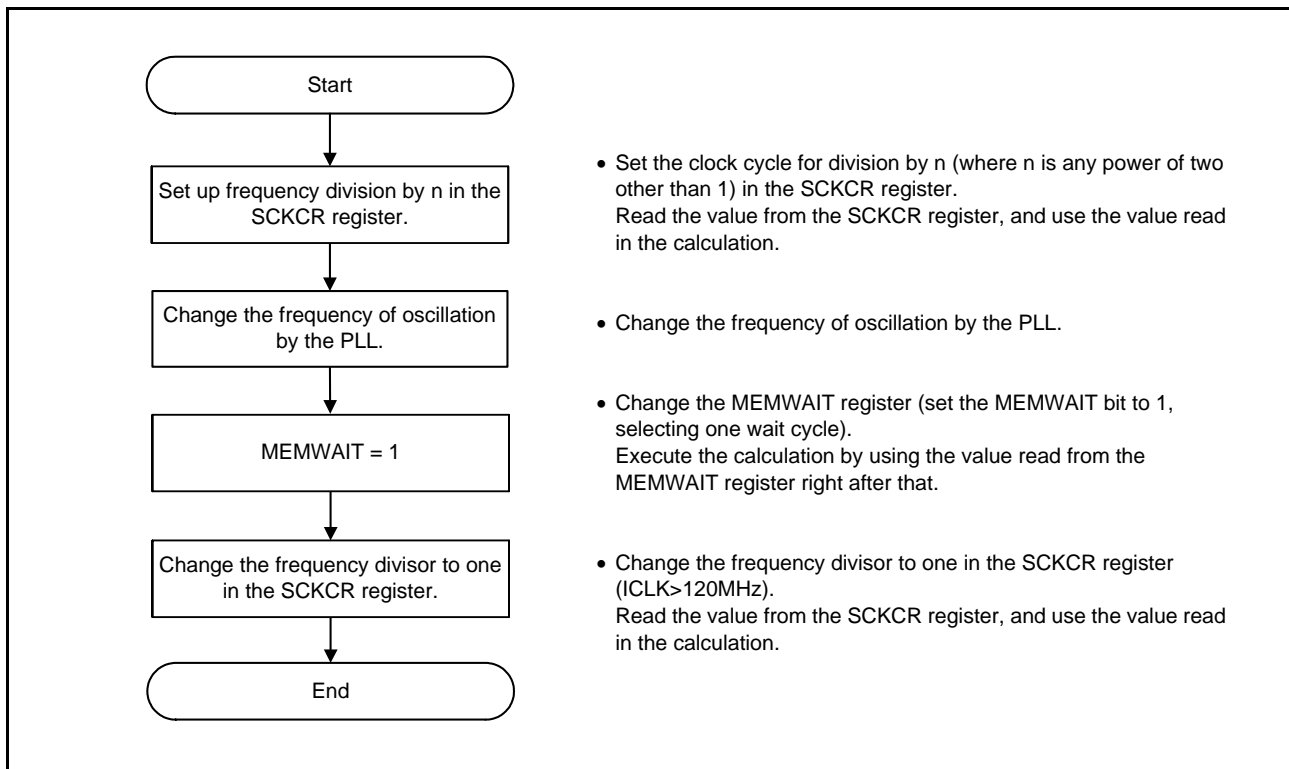 Start
Set up frequency division by n in the
SCKCR register.
• Set the clock cycle for division by n (where n is any power of two
other than 1) in the SCKCR register.
Read the value from the SCKCR register, and use the value read
in the calculation.
Change the frequency of oscillation
by the PLL.
• Change the frequency of oscillation by the PLL.
MEMWAIT = 1
• Change the MEMWAIT register (set the MEMWAIT bit to 1,
selecting one wait cycle).
Execute the calculation by using the value read from the
MEMWAIT register right after that.
Change the frequency divisor to one
in the SCKCR register.
• Change the frequency divisor to one in the SCKCR register
(ICLK>120MHz).
Read the value from the SCKCR register, and use the value read
in the calculation.
End